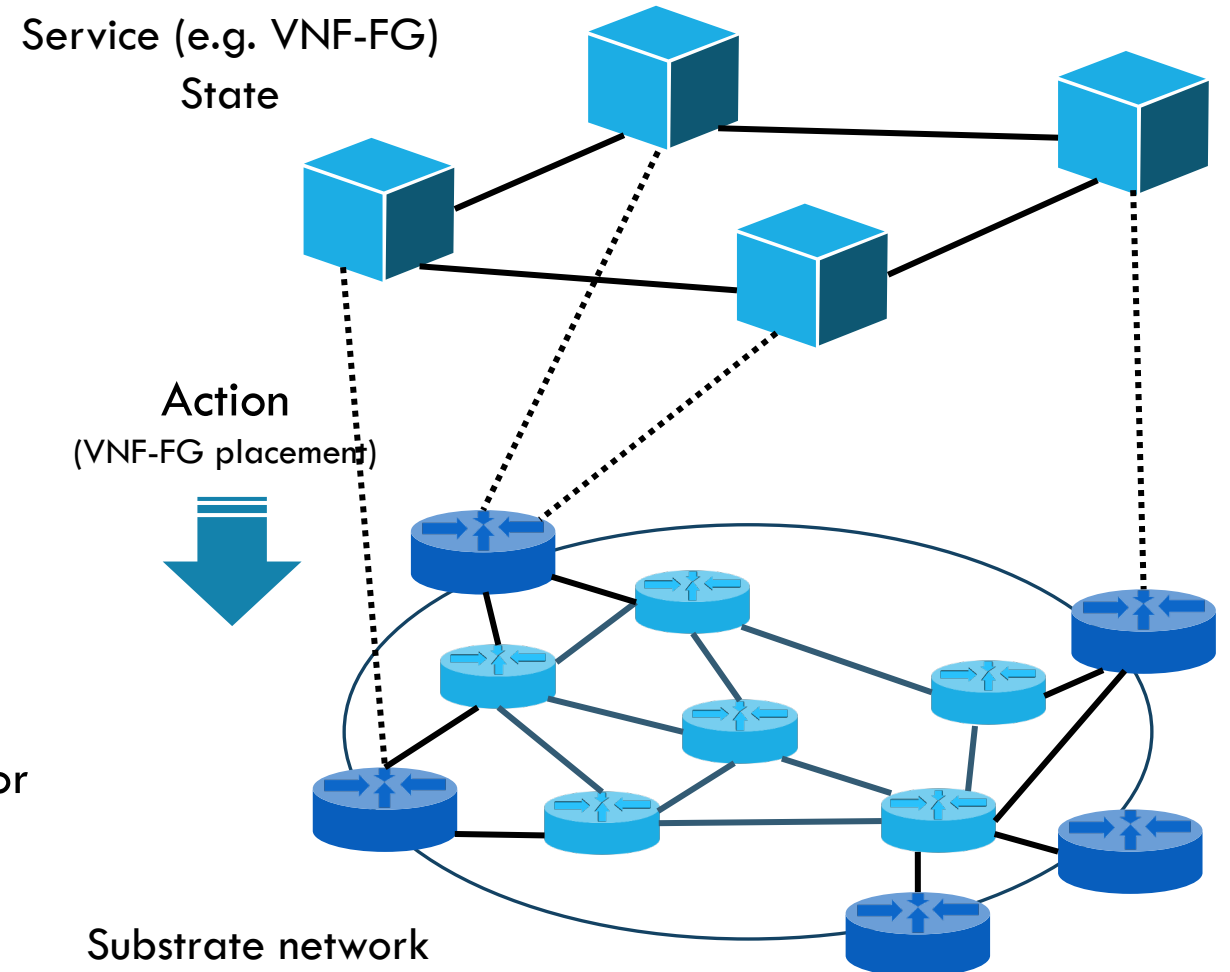 Service (e.g. VNF-FG)
State
Action
(VNF-FG placement)
or
Substrate network